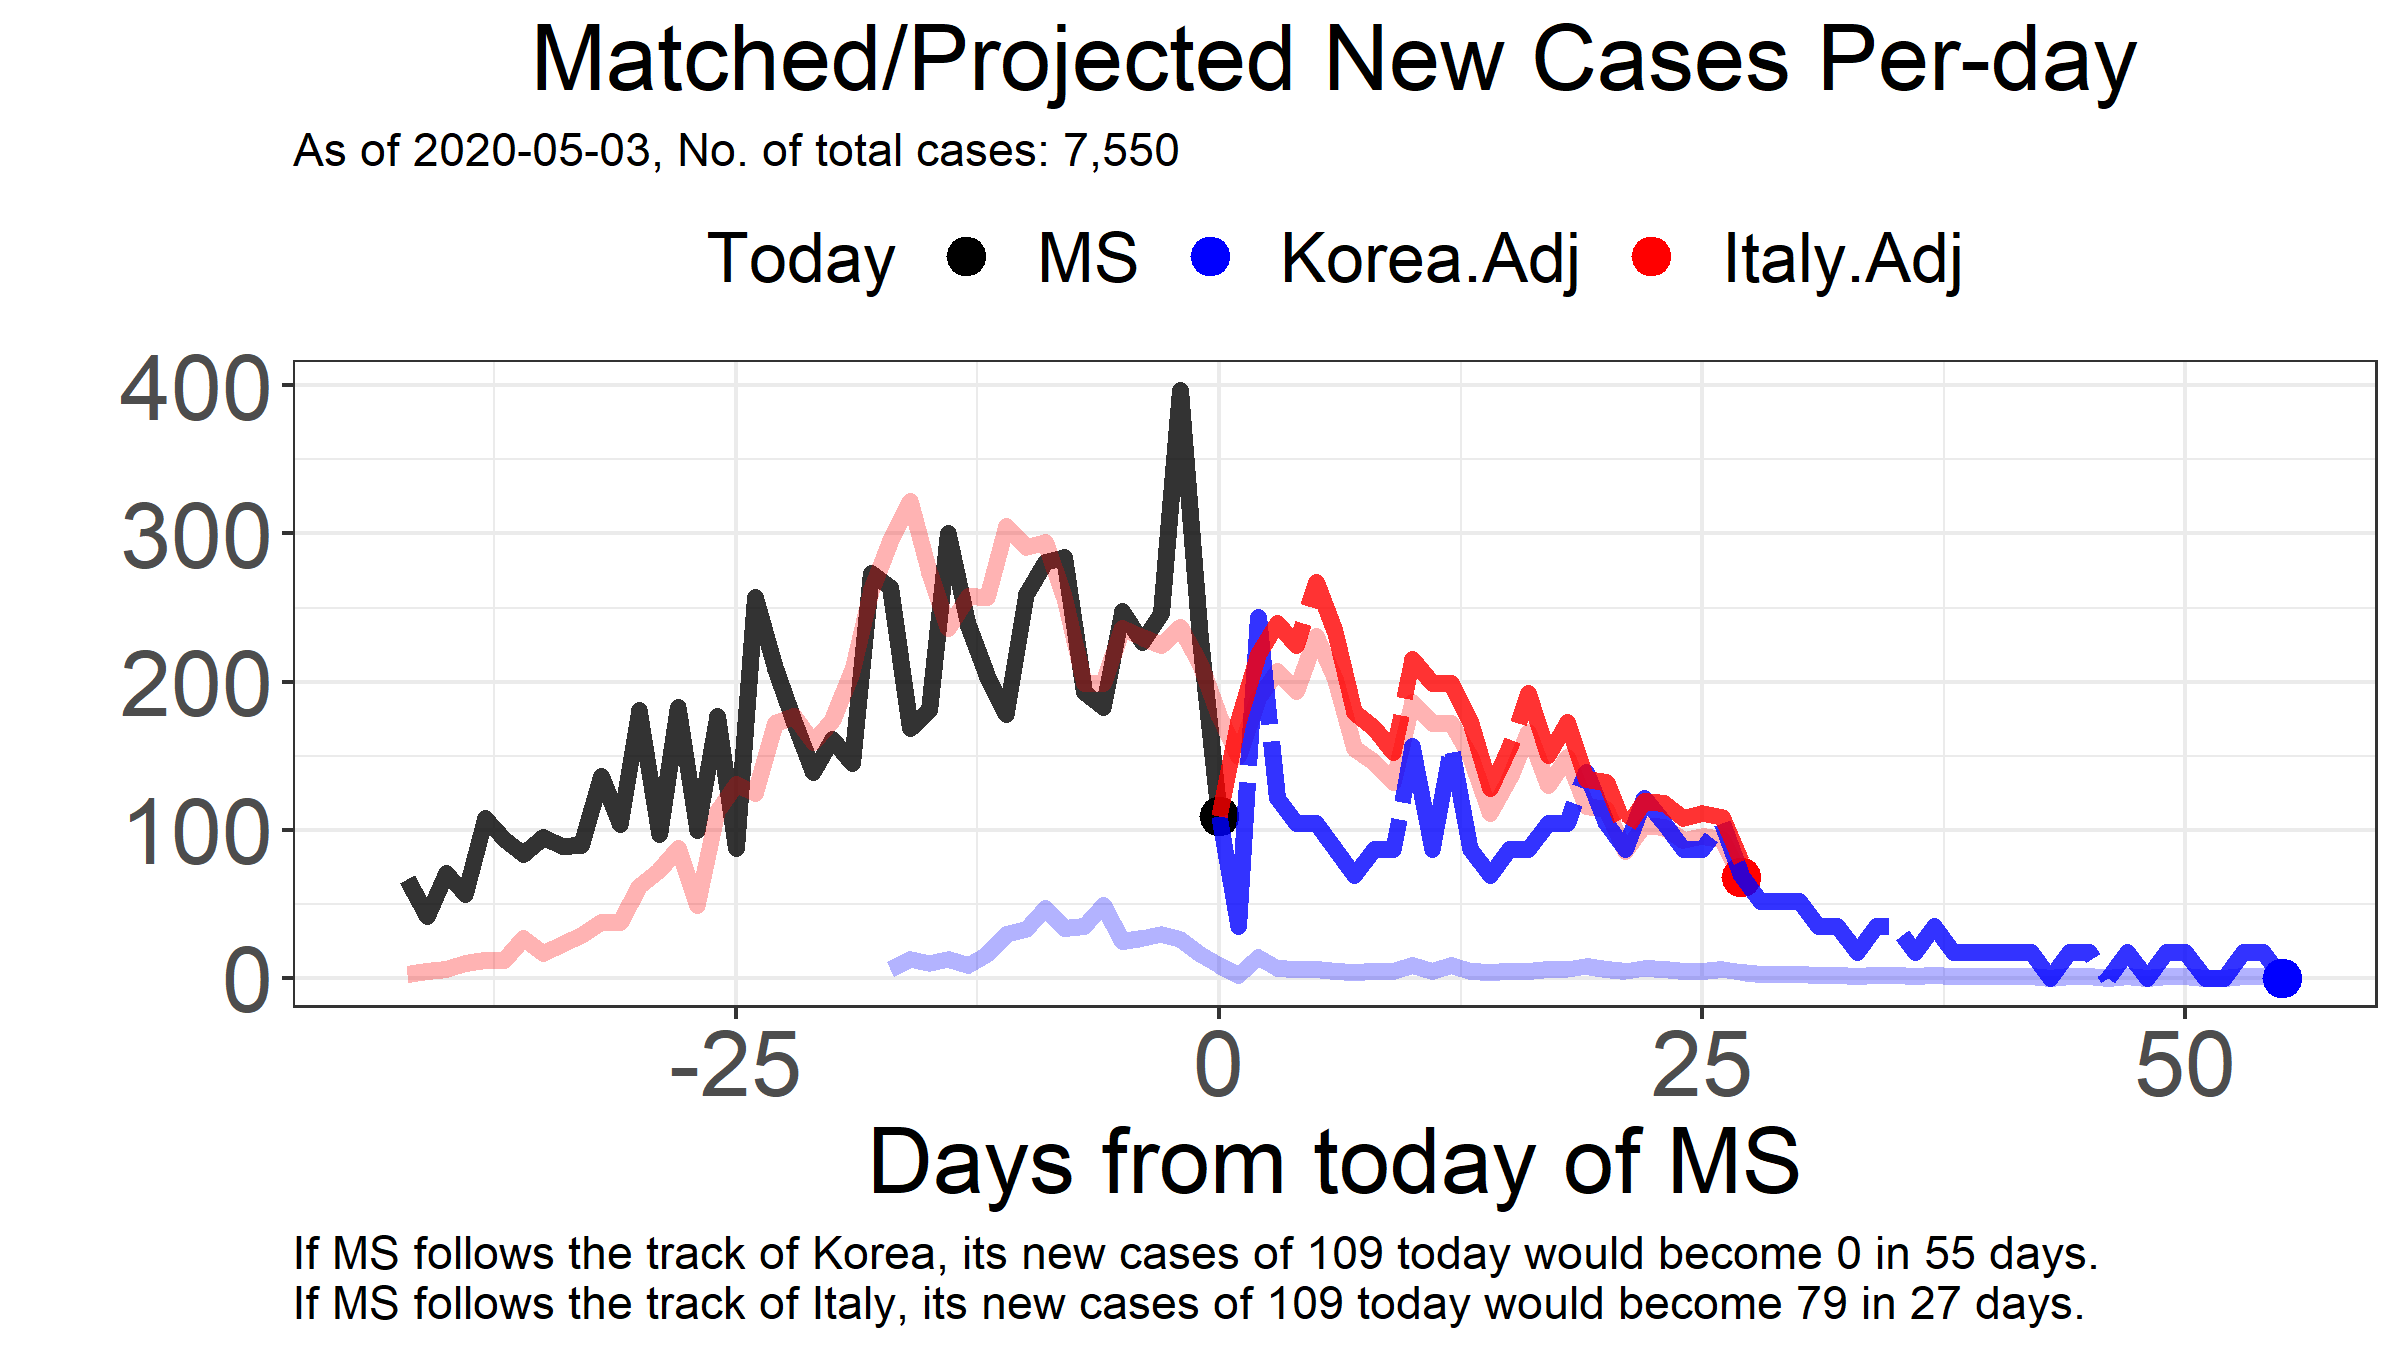 Matched/Projected New Cases Per-day
As of 2020-05-03, No. of total cases: 7,550
Today MS Korea.Adj Italy.Adj
400
300
200
100
0
-25 0 25 50
Days from today of MS
If MS follows the track of Korea, its new cases of 109 today would become 0 in 55 days.
If MS follows the track of Italy, its new cases of 109 today would become 79 in 27 days.